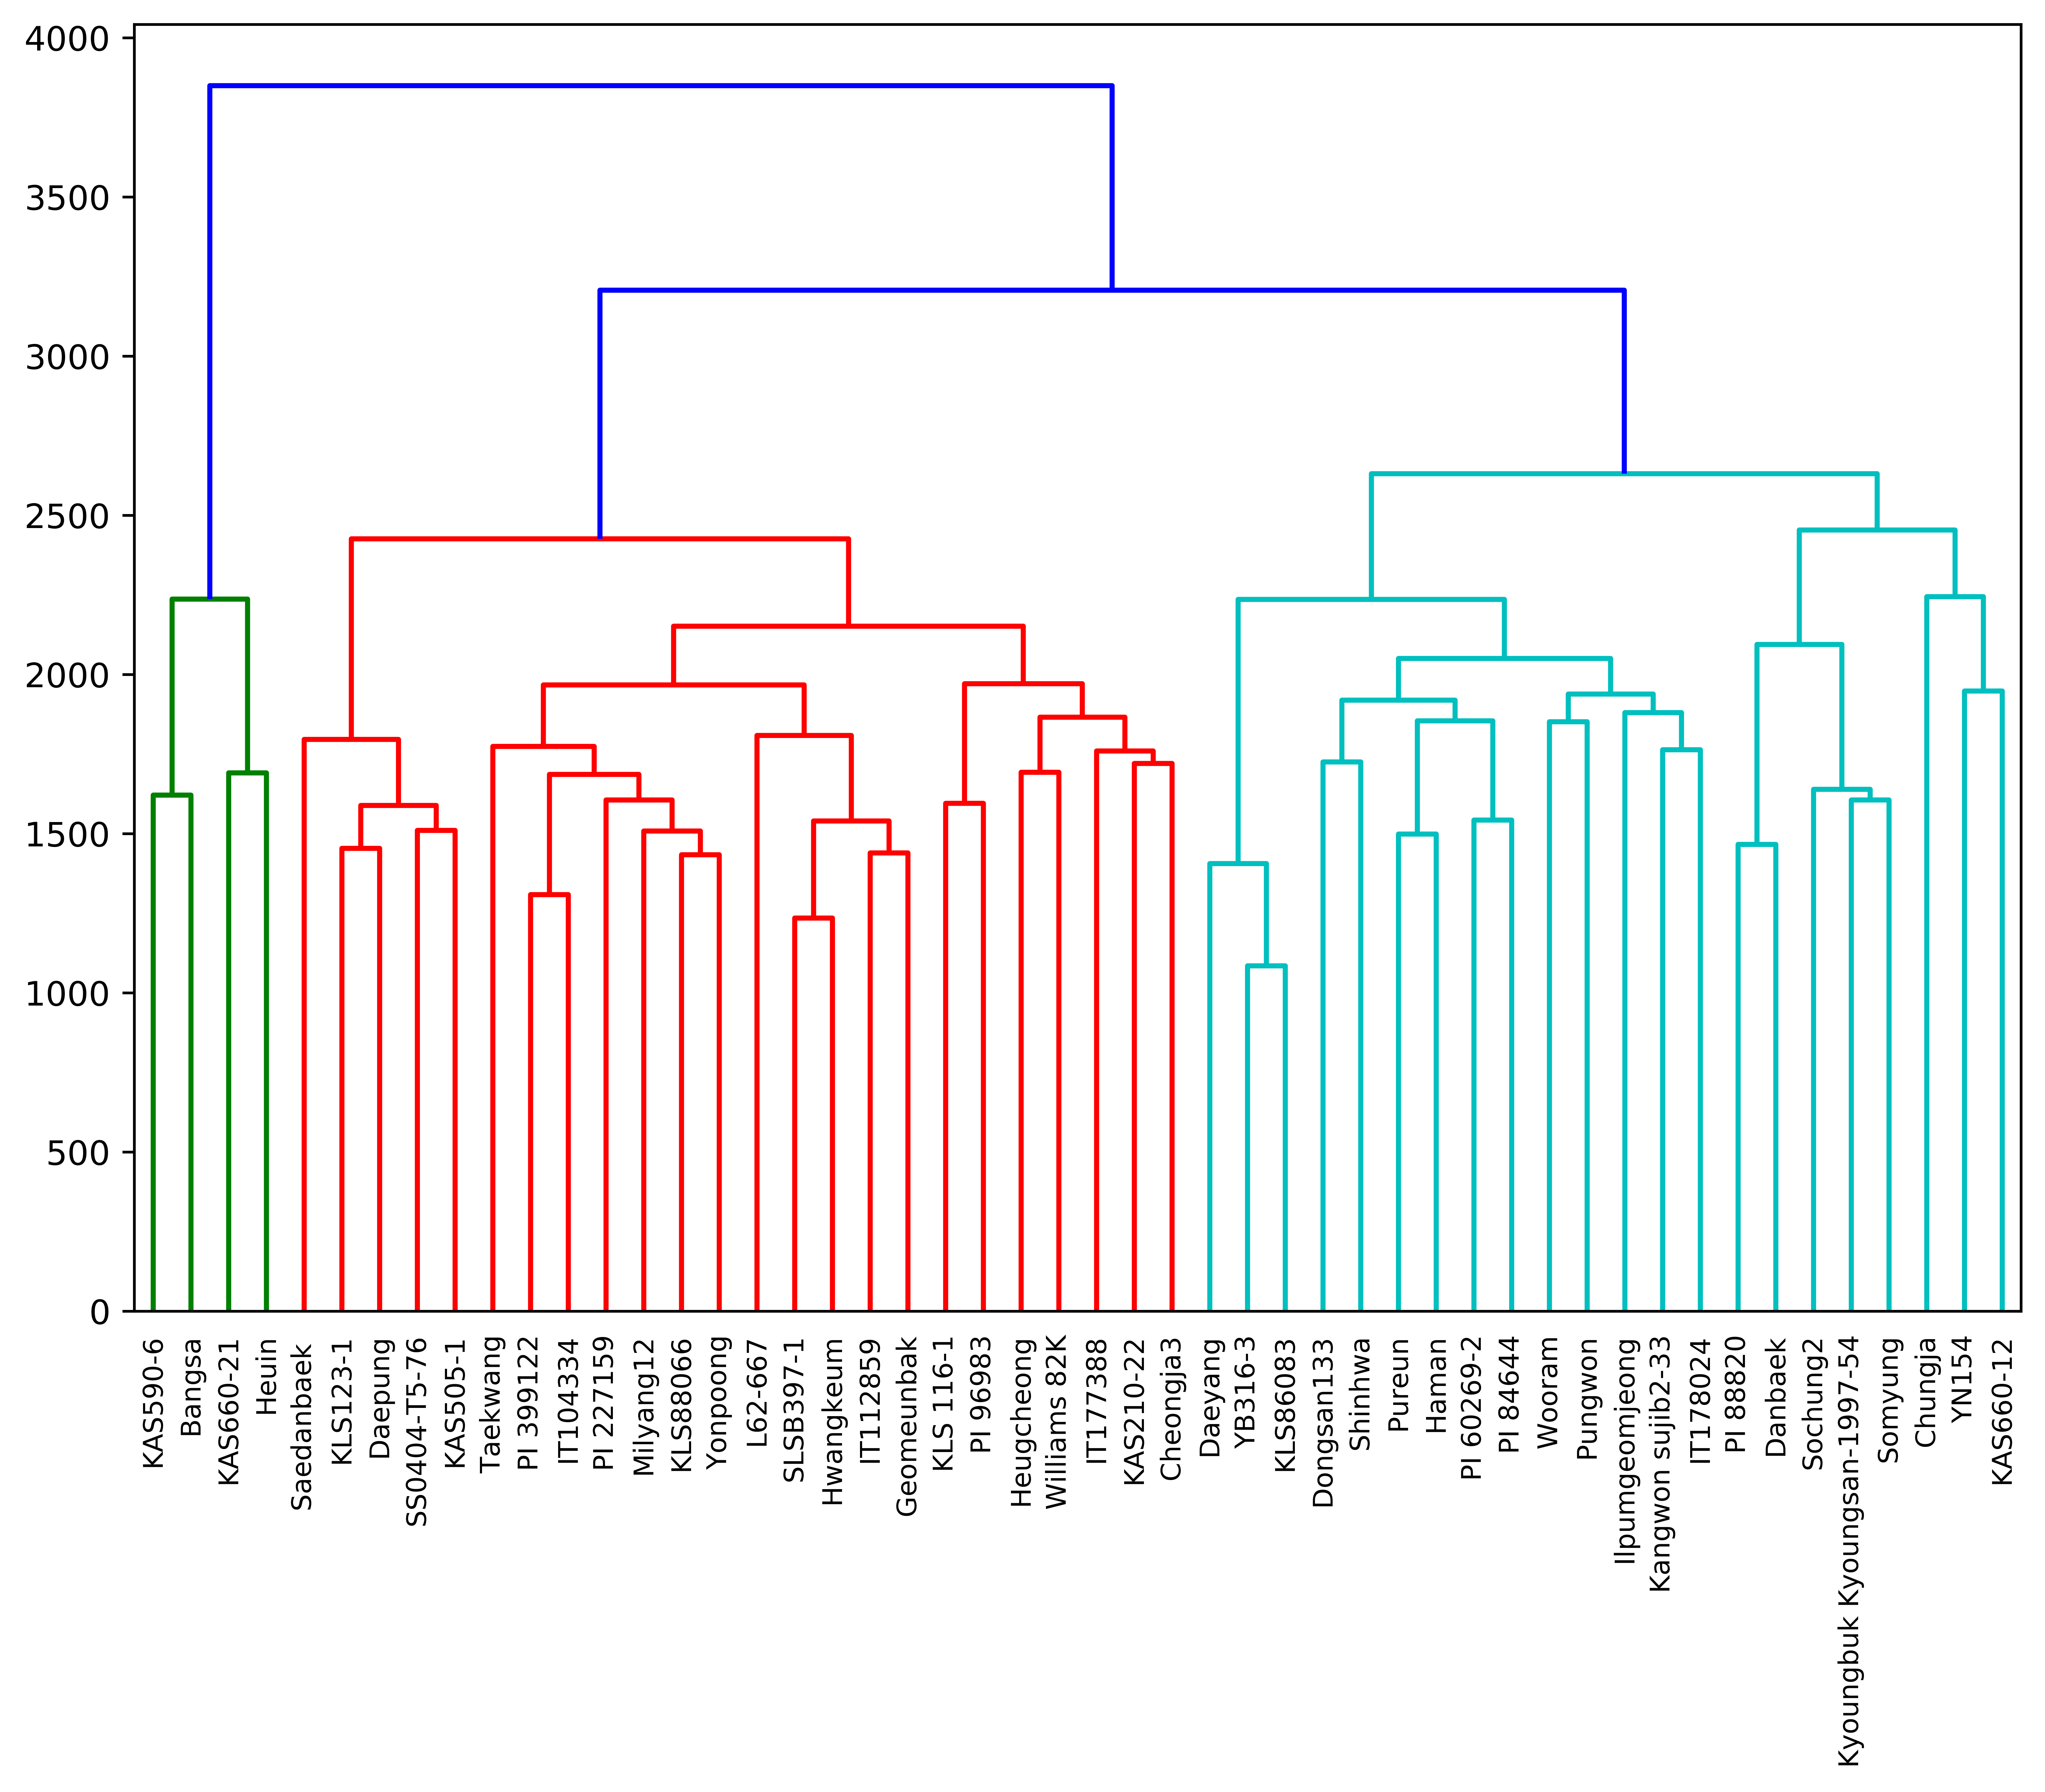 4000
3500
3000
2500
2000
1500
1000
500
0
KAS590-6
Bangsa
KAS660-21
Heuin
Saedanbaek
KLS123-1
Daepung
SS0404-T5-76
KAS505-1
Taekwang
PI 399122
IT104334
PI 227159
Milyang12
KLS88066
Yonpoong
L62-667
SLSB397-1
Hwangkeum
IT112859
Geomeunbak
KLS 116-1
PI 96983
Heugcheong
Williams 82K
IT177388
KAS210-22
Cheongja3
Daeyang
YB316-3
KLS86083
Dongsan133
Shinhwa
Pureun
Haman
PI 60269-2
PI 84644
Wooram
Pungwon
Ilpumgeomjeong
Kangwon sujib2-33
IT178024
PI 88820
Danbaek
Sochung2
Kyoungbuk Kyoungsan-1997-54
Somyung
Chungja
YN154
KAS660-12